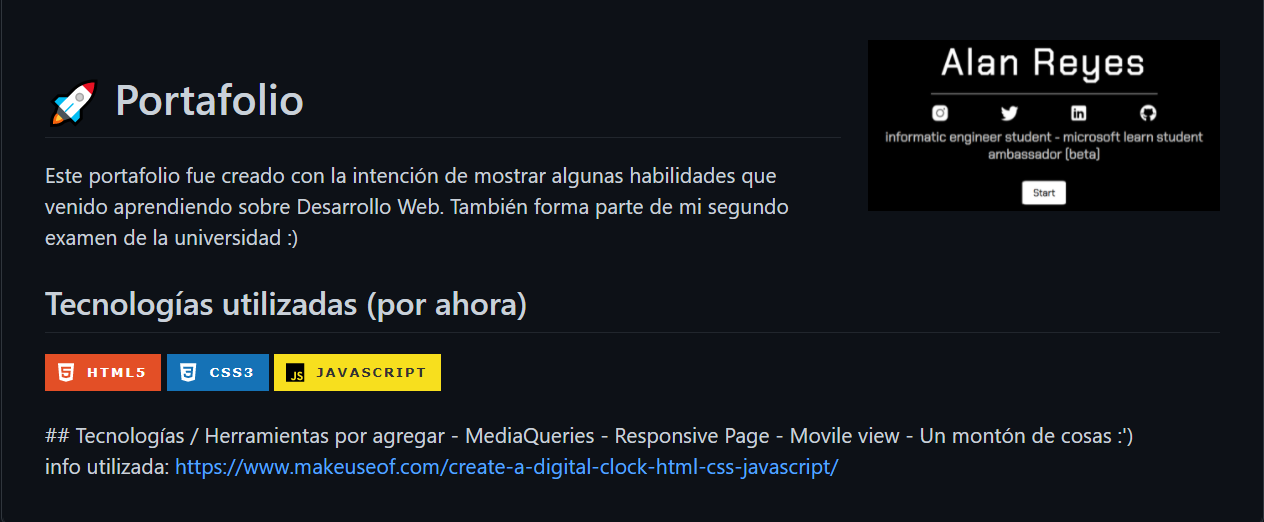 🚀 Portafolio
Este portafolio fue creado con la intención de mostrar algunas habilidades que
venido aprendiendo sobre Desarrollo Web. También forma parte de mi segundo
examen de la universidad :)
Alan Reyes
informatic engineer student - microsoft learn student
ambassador (beta)
Start
Tecnologías utilizadas (por ahora)
HTML5 CSS3 JAVASCRIPT
## Tecnologías / Herramientas por agregar - MediaQueries - Responsive Page - Movile view - Un montón de cosas :')
info utilizada: https://www.makeuseof.com/create-a-digital-clock-html-css-javascript/